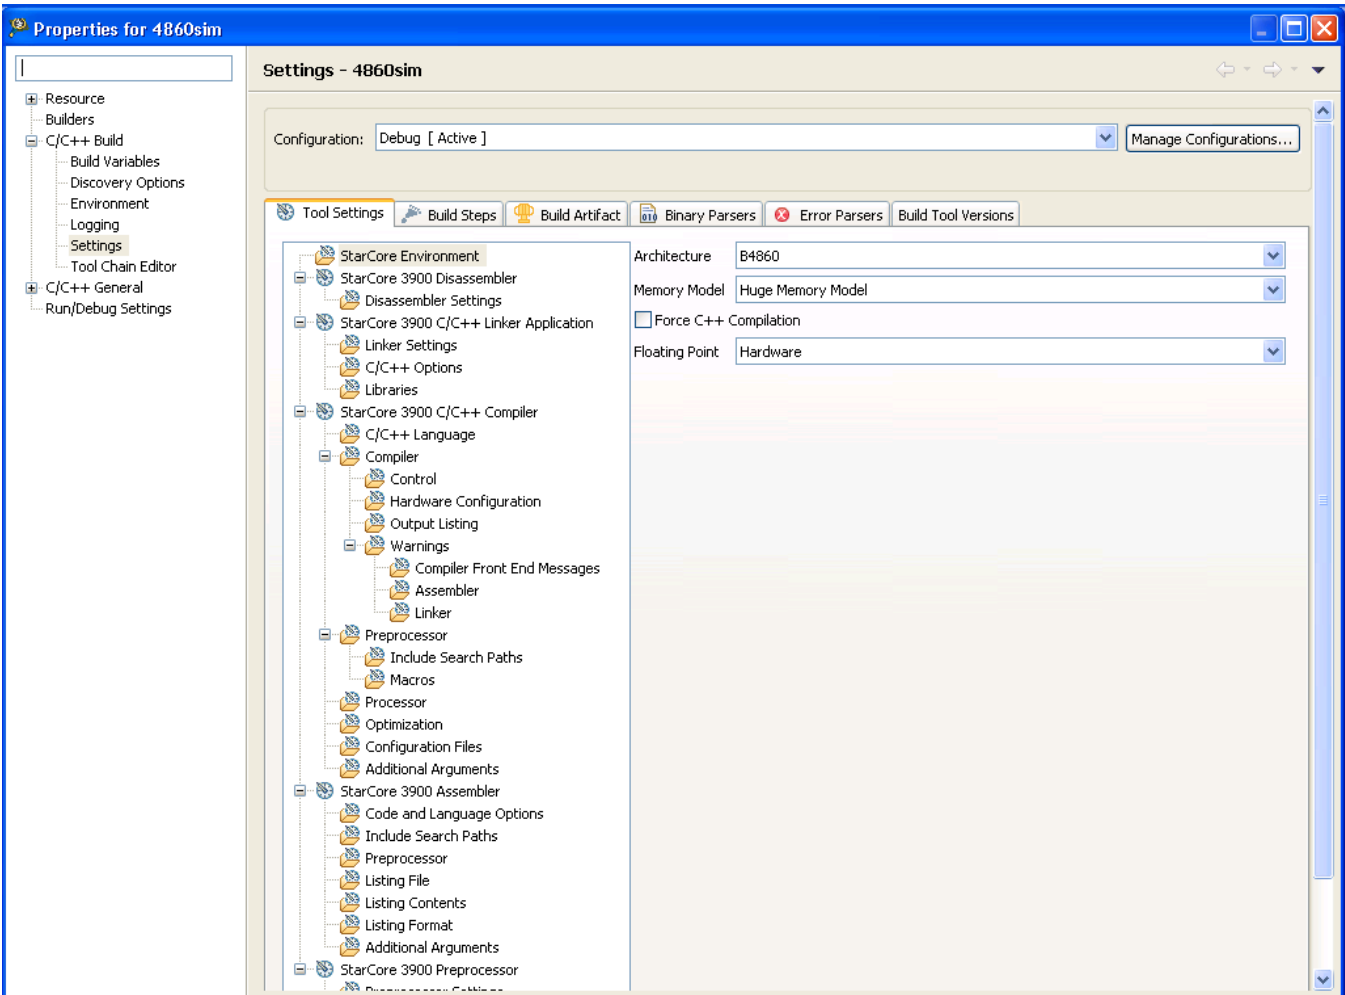 Properties for 4860sim
Resource
Builders
C/C++ Build
Build Variables
Discovery Options
Environment
Logging
Settings
Tool Chain Editor
C/C++ General
Run/Debug Settings
Settings - 4860sim
Configuration: Debug [ Active ] Manage Configurations...
Tool Settings Build Steps Build Artifact Binary Parsers Error Parsers Build Tool Versions
StarCore Environment
StarCore 3900 Disassembler
Disassembler Settings
StarCore 3900 C/C++ Linker Application
Linker Settings
C/C++ Options
Libraries
StarCore 3900 C/C++ Compiler
C/C++ Language
Compiler
Control
Hardware Configuration
Output Listing
Warnings
Compiler Front End Messages
Assembler
Linker
Preprocessor
Include Search Paths
Macros
Processor
Optimization
Configuration Files
Additional Arguments
StarCore 3900 Assembler
Code and Language Options
Include Search Paths
Preprocessor
Listing File
Listing Contents
Listing Format
Additional Arguments
StarCore 3900 Preprocessor
Architecture B4860
Memory Model Huge Memory Model
Force C++ Compilation
Floating Point Hardware